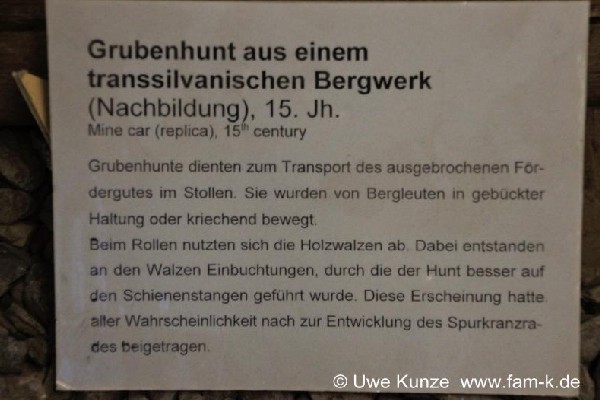 Grubenhunt aus einem
transsilvanischen Bergwerk
(Nachbildung), 15. Jh.
Mine car (replica), 15th century
Grubenhunte dienten zum Transport des ausgebrochenen För-
dergutes im Stollen. Sie wurden von Bergleuten in gebückter
Haltung oder kriechend bewegt.
Beim Rollen nutzten sich die Holzwalzen ab. Dabei entstanden
an den Walzen Einbuchtungen, durch die der Hunt besser auf
den Schienenstangen geführt wurde. Diese Erscheinung hatte
aller Wahrscheinlichkeit nach zur Entwicklung des Spurkranzra-
des beigetragen.
© Uwe Kunze www.fam-k.de